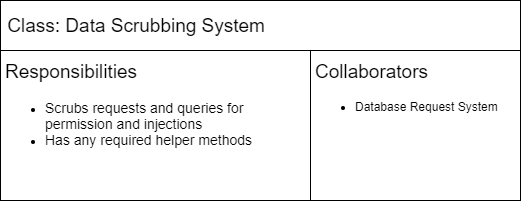 Class: Data Scrubbing System
Responsibilities
Collaborators
• Scrubs requests and queries for
permission and injections
• Has any required helper methods
• Database Request System